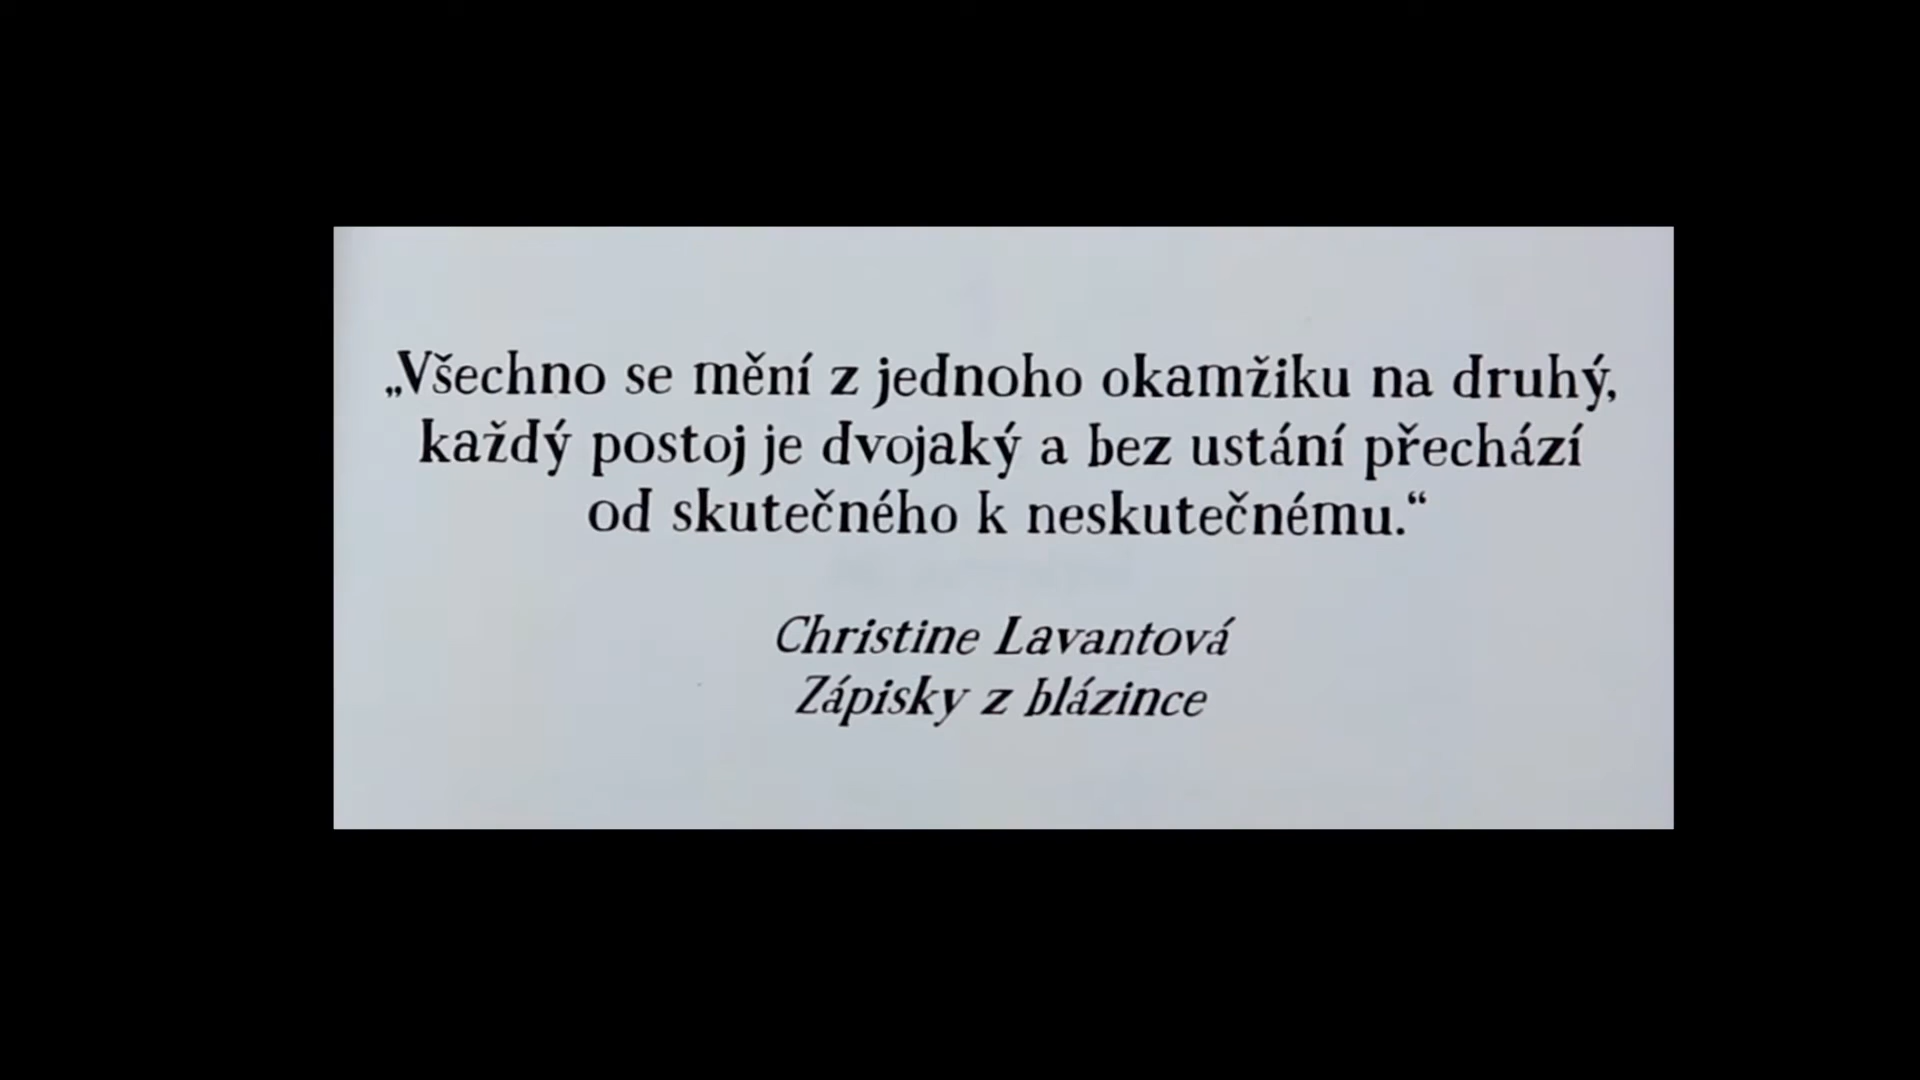 „Všechno se mění z jednoho okamžiku na druhý,
každý postoj je dvojaký a bez ustání přechází
od skutečného k neskutečnému.“
Christine Lavantová
Zápisky z blázince